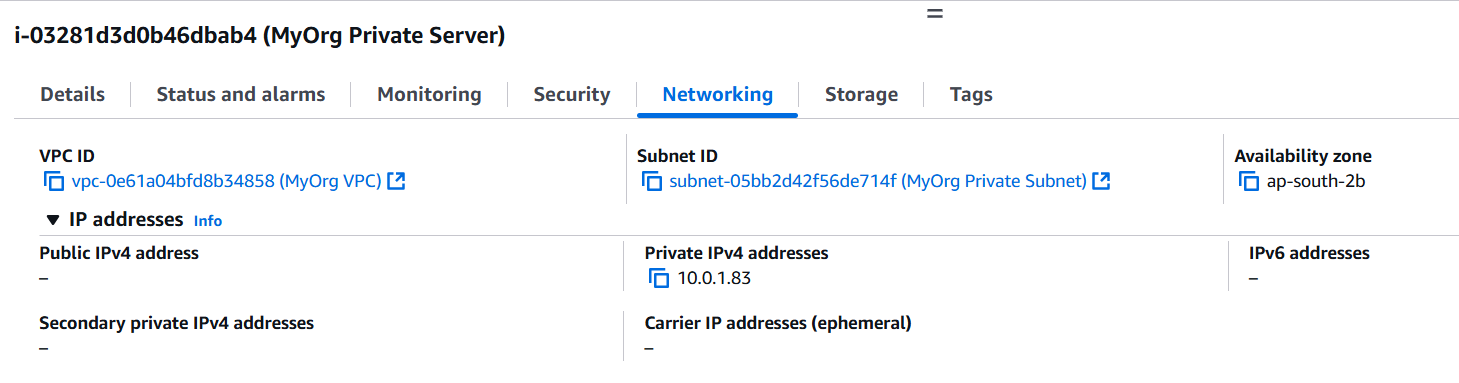 i-03281d3d0b46dbab4 (MyOrg Private Server)
Details Status and alarms Monitoring Security Networking Storage Tags
VPC ID Subnet ID Availability zone
vpc-0e61a04bfd8b34858 (MyOrg VPC) subnet-05bb2d42f56de714f (MyOrg Private Subnet) ap-south-2b
IP addresses Info
Public IPv4 address Private IPv4 addresses IPv6 addresses
– 10.0.1.83 –
Secondary private IPv4 addresses Carrier IP addresses (ephemeral)
– –